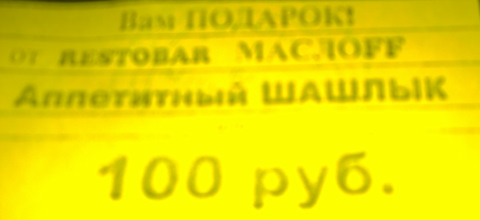 Вам ПОДАРОК!
от RESTOBAR МАСЛОFF
Аппетитный ШАШЛЫК
100 руб.